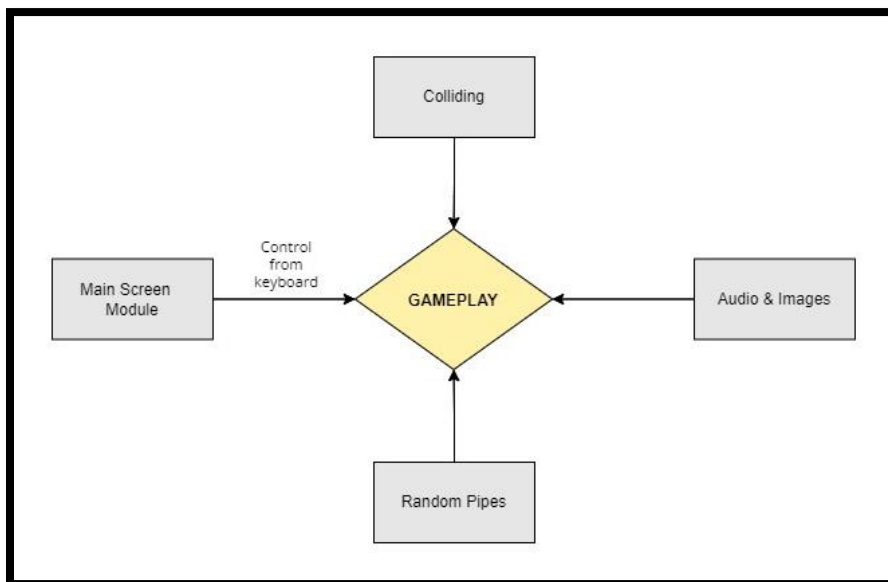 Colliding
Control
from
keyboard
Main Screen
Module
GAMEPLAY
Audio & Images
Random Pipes